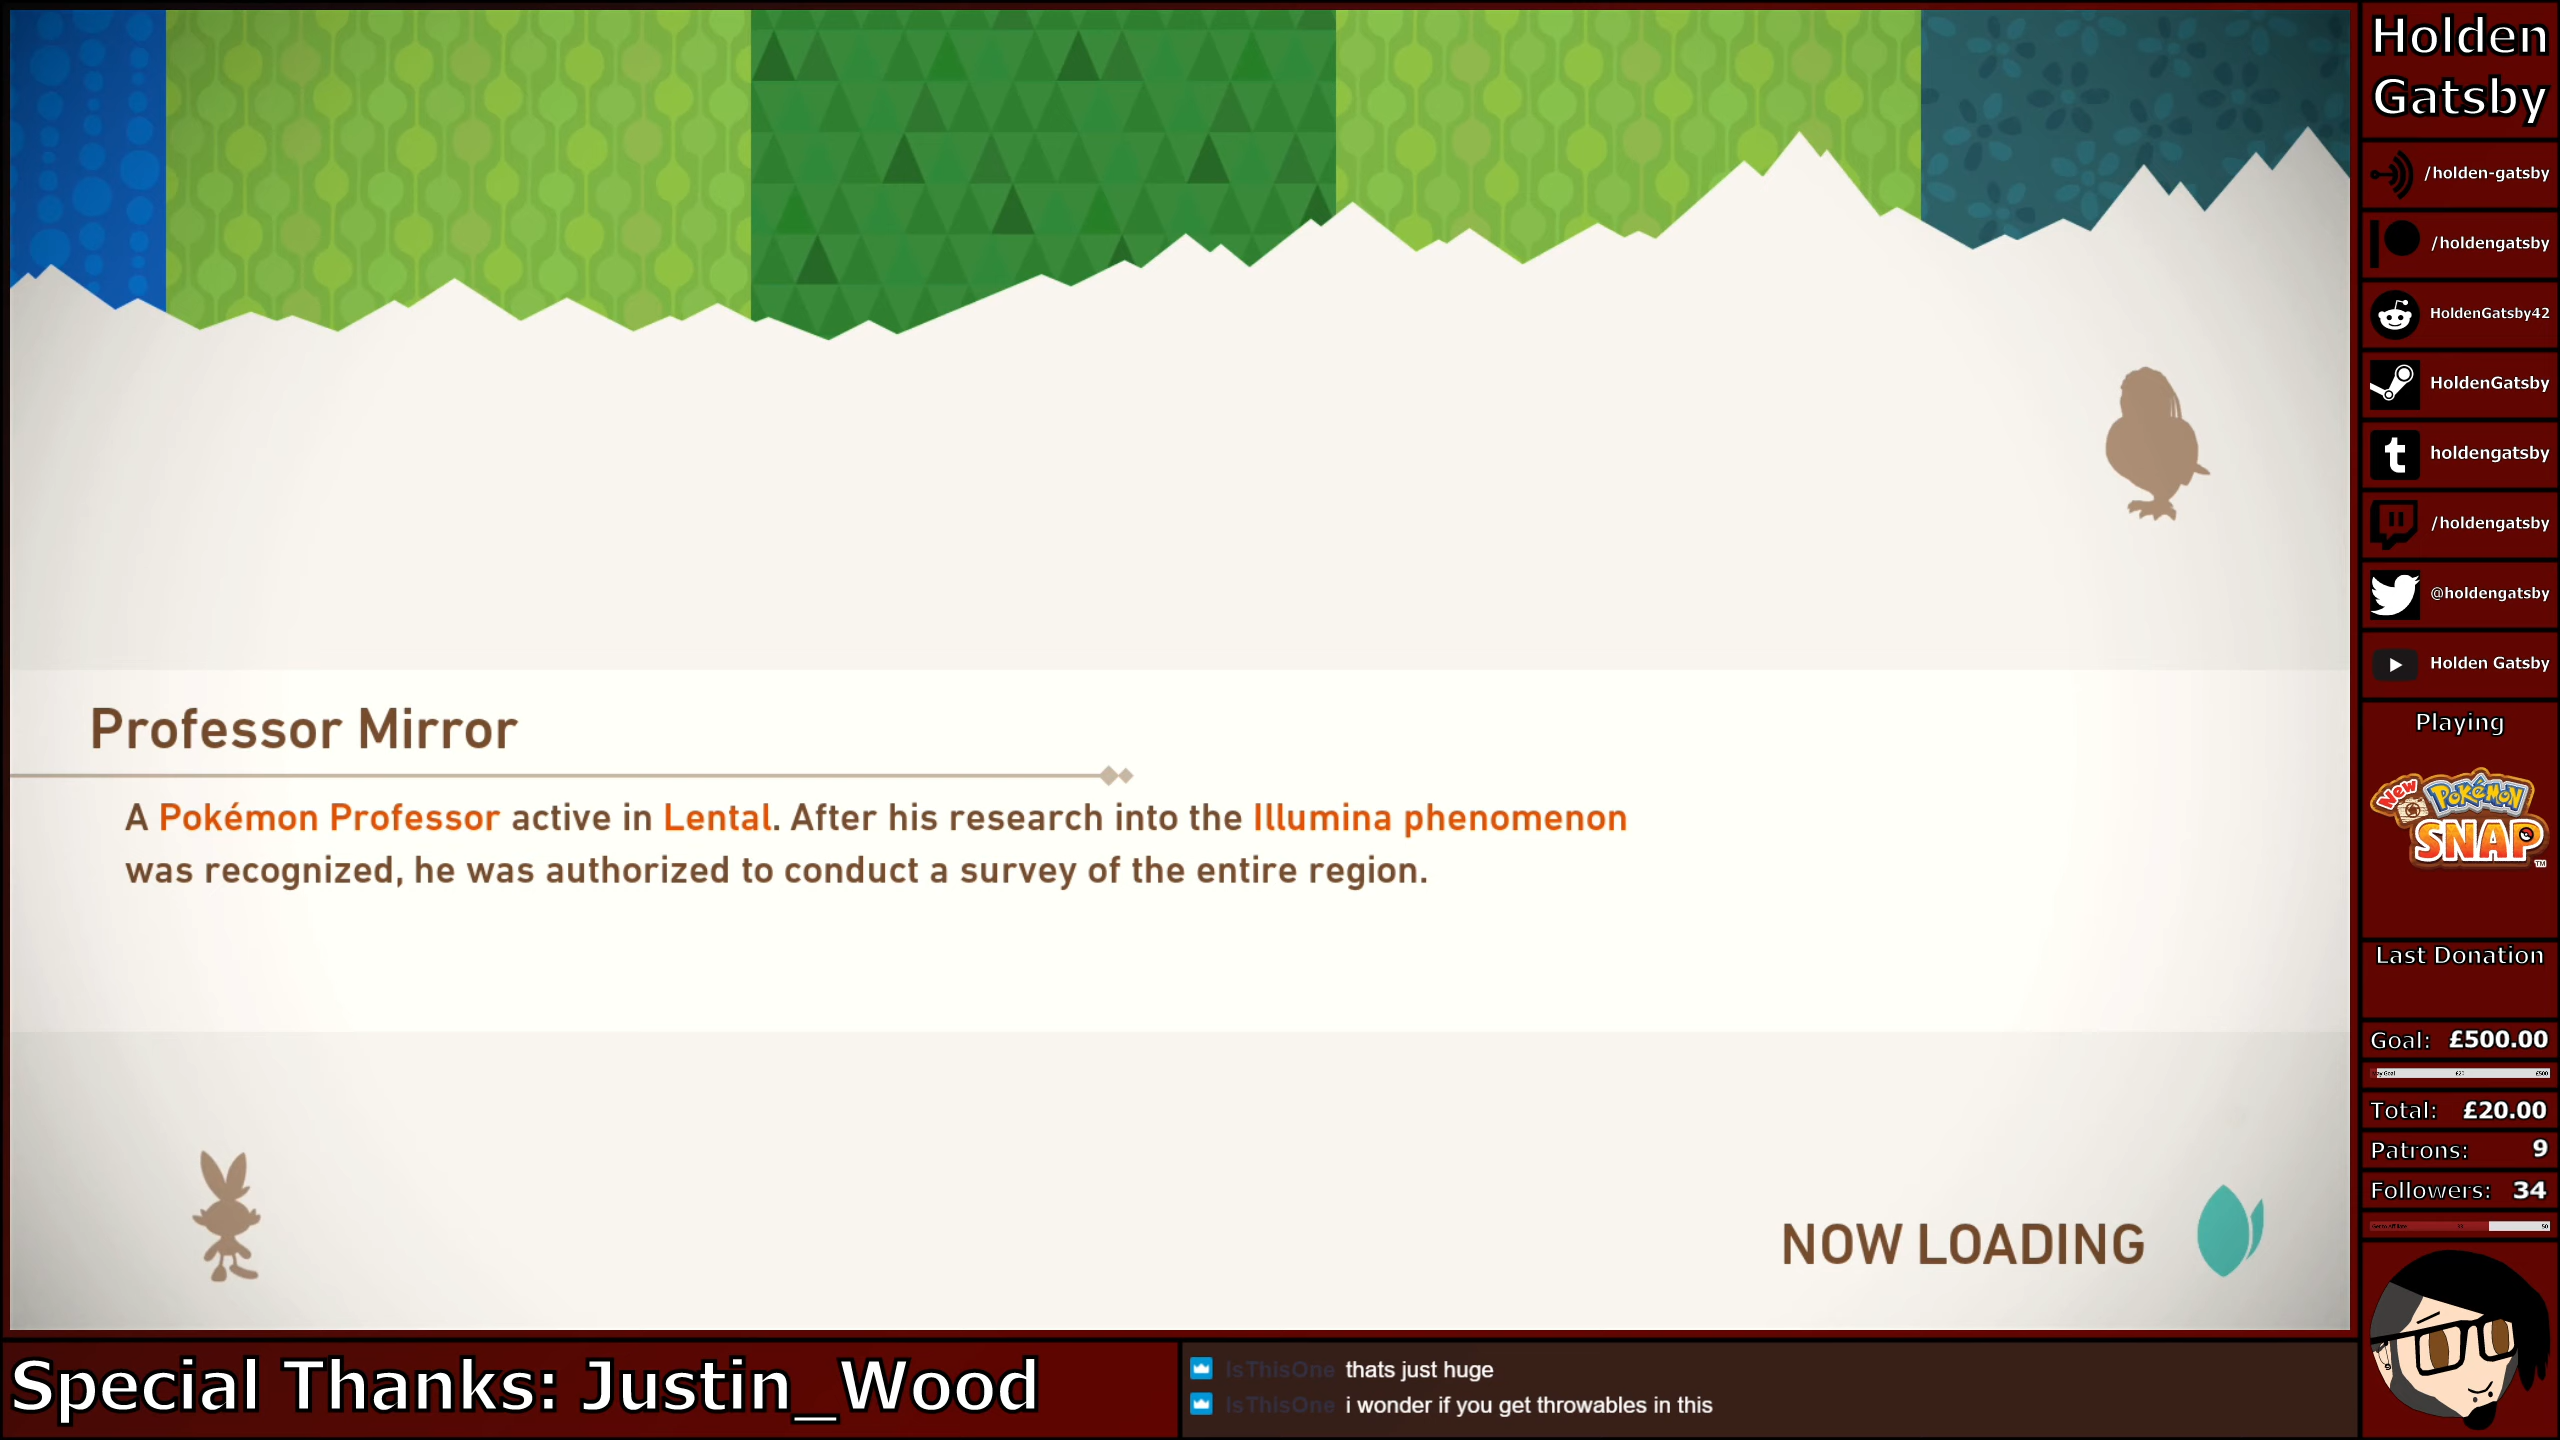 Professor Mirror
A Pokémon Professor active in Lental. After his research into the Illumina phenomenon
was recognized, he was authorized to conduct a survey of the entire region.
NOW LOADING
Holden
Gatsby
/holden-gatsby
/holdengatsby
HoldenGatsby42
HoldenGatsby
holdengatsby
/holdengatsby
@holdengatsby
Holden Gatsby
Playing
New
POKÉMON
SNAP
TM
Last Donation
Goal: £500.00
£500
Total: £20.00
Patrons: 9
Followers: 34
50
Special Thanks: Justin_Wood
IsThisOne thats just huge
IsThisOne i wonder if you get throwables in this